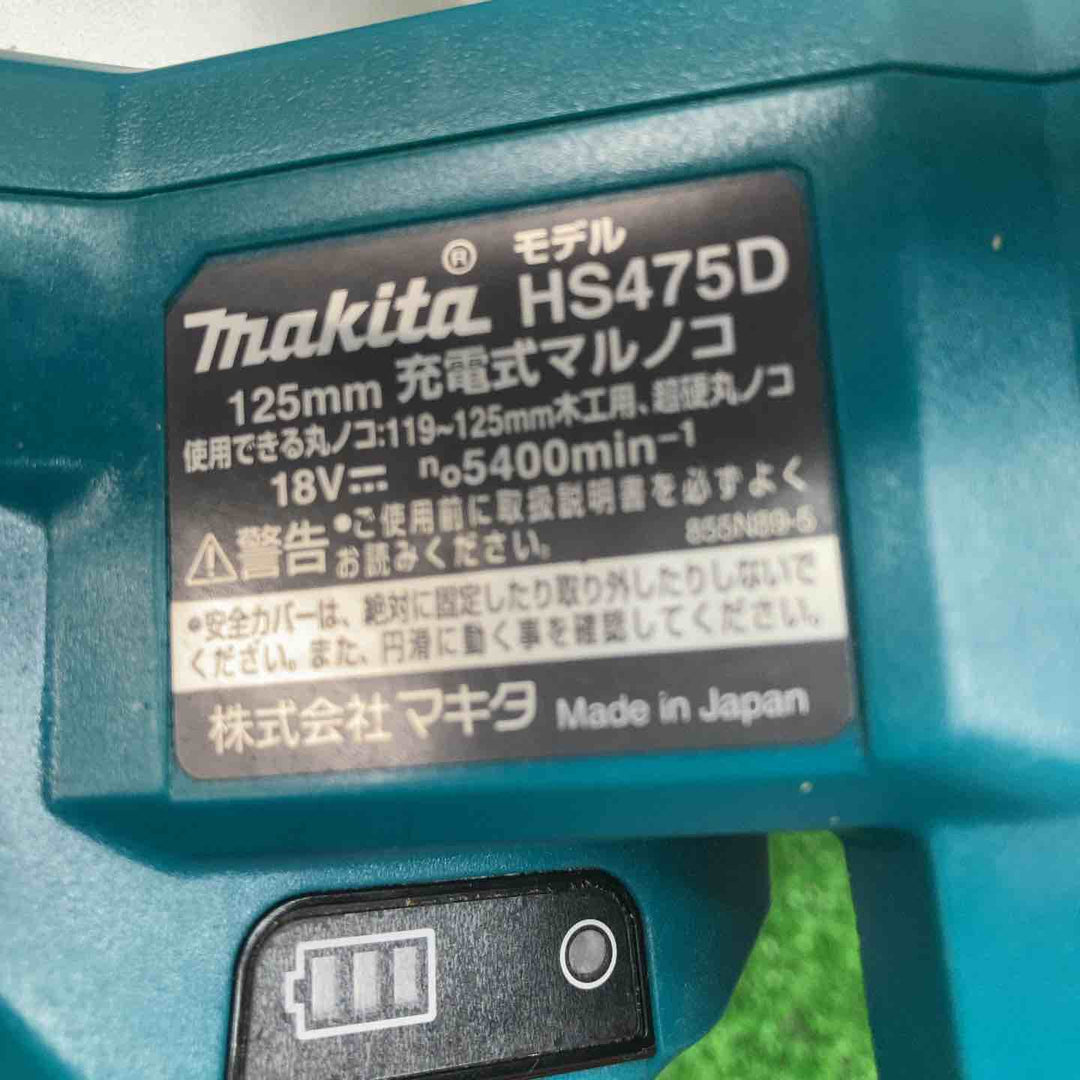 makita® モデル HS475D
125mm 充電式マルノコ
使用できる丸ノコ:119~125mm木工用、超硬丸ノコ
18V⎓ n₀5400min⁻¹
⚠警告 •ご使用前に取扱説明書を必ずよく
お読みください。 855N89-5
•安全カバーは、絶対に固定したり取り外したりしないで
ください。また、円滑に動く事を確認してください。
株式会社マキタ Made in Japan